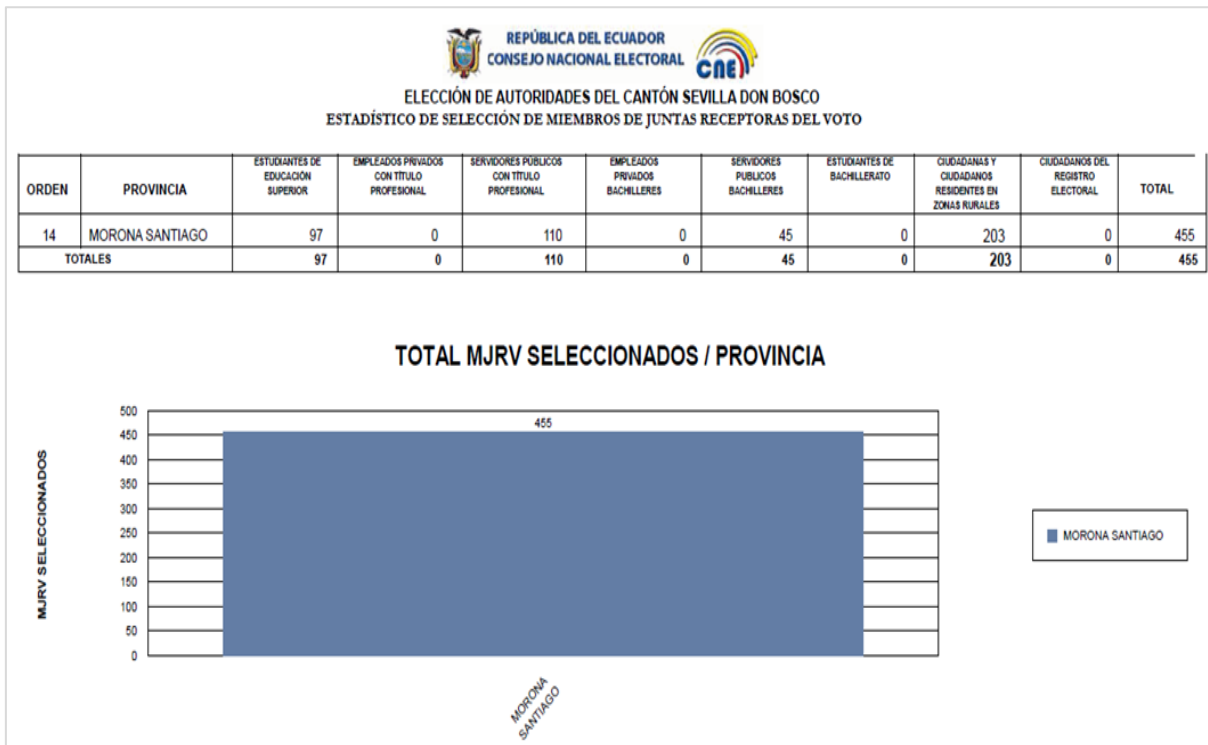 REPÚBLICA DEL ECUADOR
CONSEJO NACIONAL ELECTORAL
CNE
ELECCIÓN DE AUTORIDADES DEL CANTÓN SEVILLA DON BOSCO
ESTADÍSTICO DE SELECCIÓN DE MIEMBROS DE JUNTAS RECEPTORAS DEL VOTO
ORDEN PROVINCIA ESTUDIANTES DE EDUCACIÓN SUPERIOR EMPLEADOS PRIVADOS CON TÍTULO PROFESIONAL SERVIDORES PÚBLICOS CON TÍTULO PROFESIONAL EMPLEADOS PRIVADOS BACHILLERES SERVIDORES PUBLICOS BACHILLERES ESTUDIANTES DE BACHILLERATO CIUDADANAS Y CIUDADANOS RESIDENTES EN ZONAS RURALES CIUDADANOS DEL REGISTRO ELECTORAL TOTAL
14 MORONA SANTIAGO 97 0 110 0 45 0 203 0 455
TOTALES 97 0 110 0 45 0 203 0 455
TOTAL MJRV SELECCIONADOS / PROVINCIA
MJRV SELECCIONADOS
500
450
400
350
300
250
200
150
100
50
0
455
MORONA
SANTIAGO
MORONA SANTIAGO